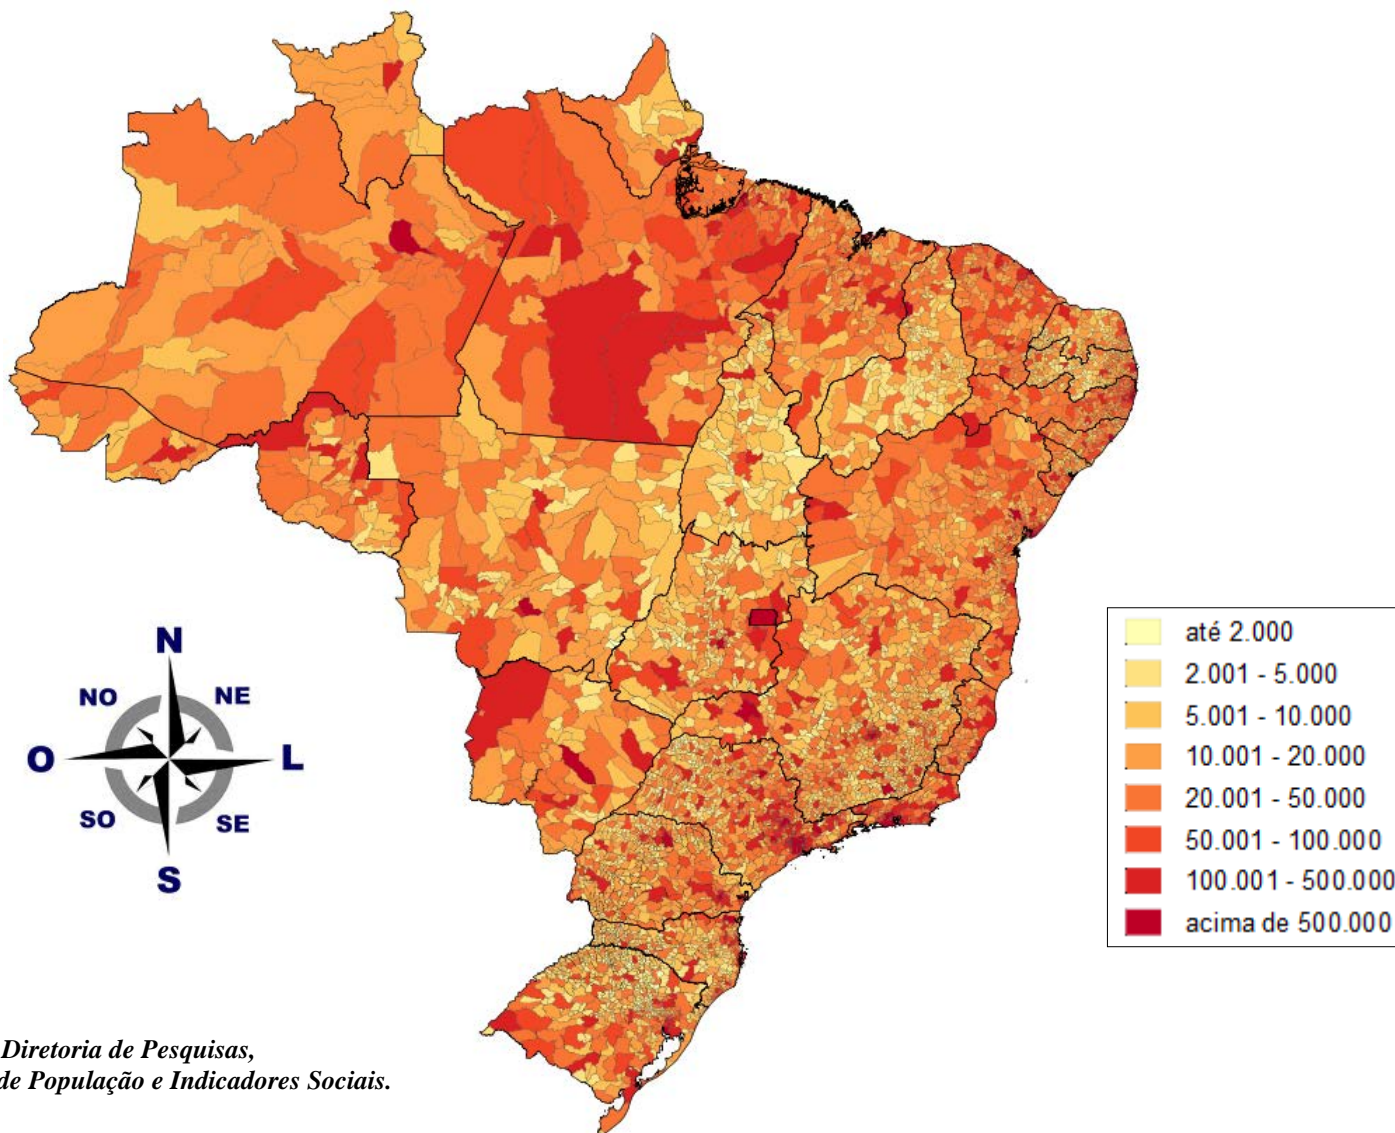 N
NO NE
O L
SO SE
S
até 2.000
2.001 - 5.000
5.001 - 10.000
10.001 - 20.000
20.001 - 50.000
50.001 - 100.000
100.001 - 500.000
acima de 500.000
Diretoria de Pesquisas,
de População e Indicadores Sociais.